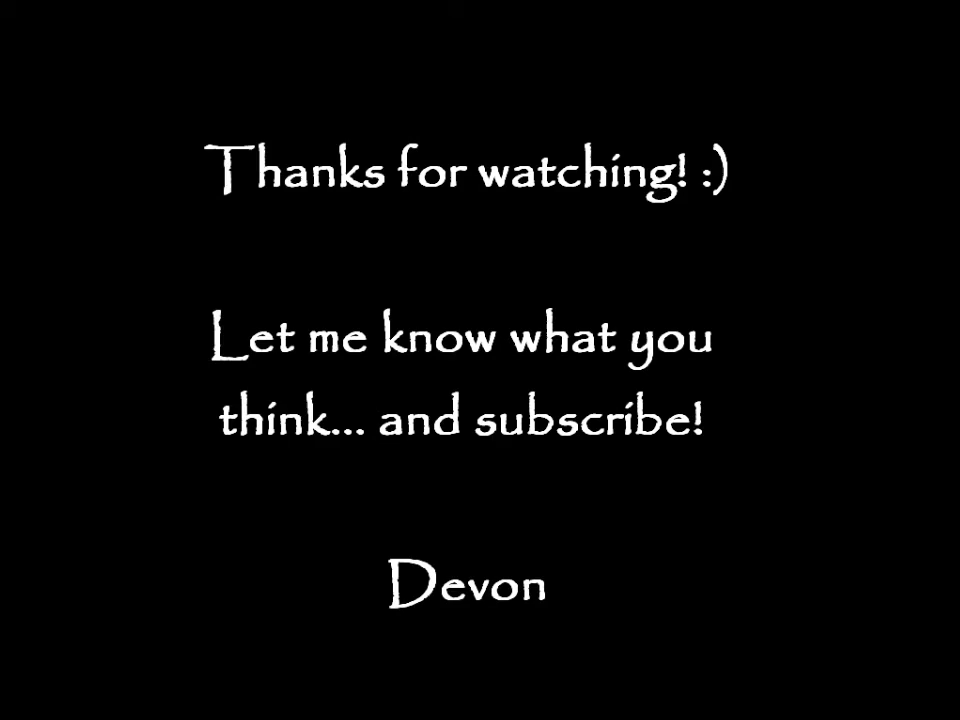 Thanks for watching! :)
Let me know what you
think... and subscribe!
Devon